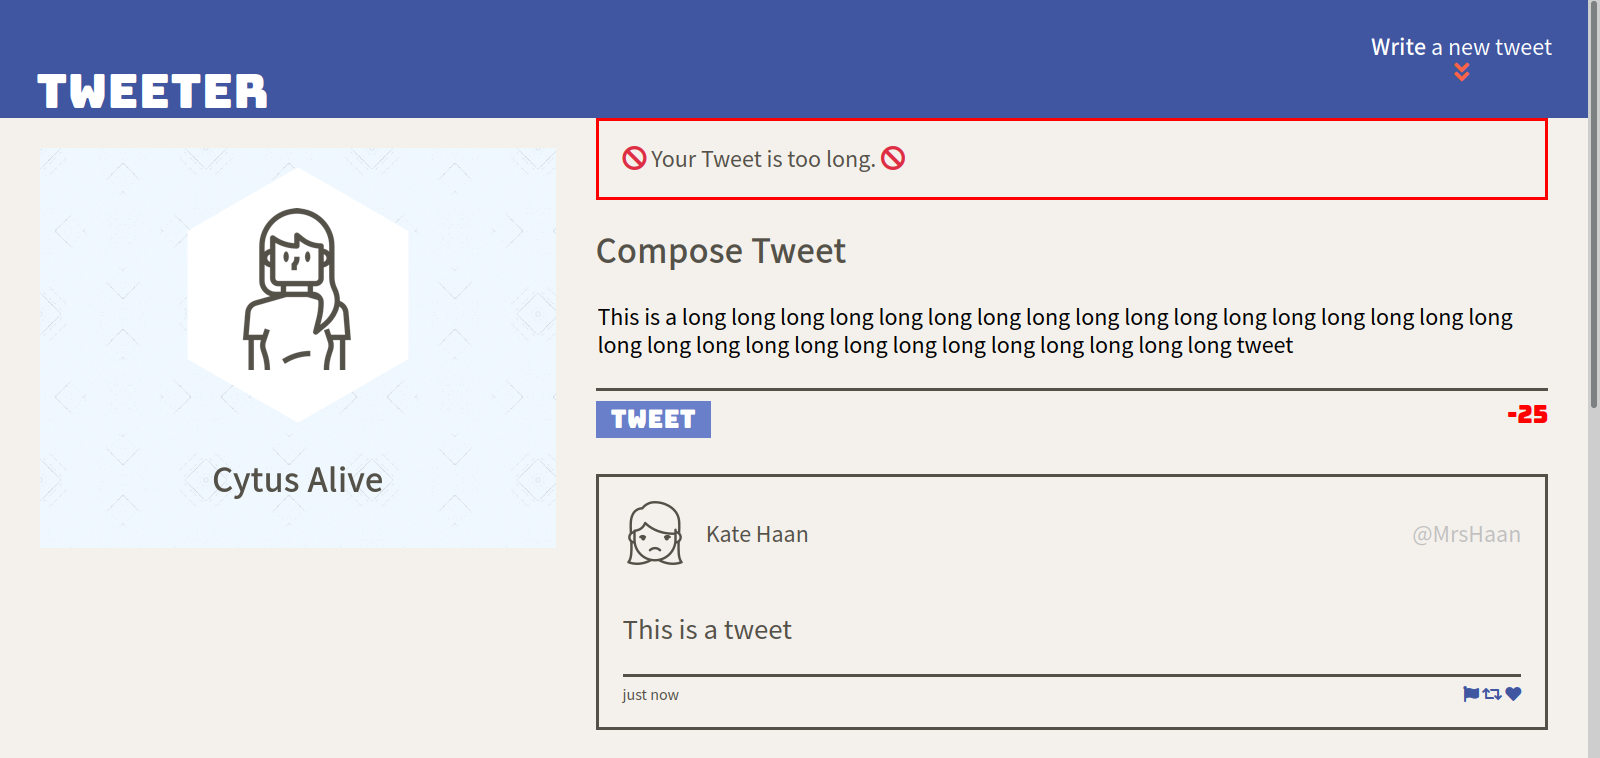 Write a new tweet
TWEETER
Your Tweet is too long.
Compose Tweet
This is a long long long long long long long long long long long long long long long long long
long long long long long long long long long long long long long tweet
TWEET
-25
Cytus Alive
Kate Haan
@MrsHaan
This is a tweet
just now